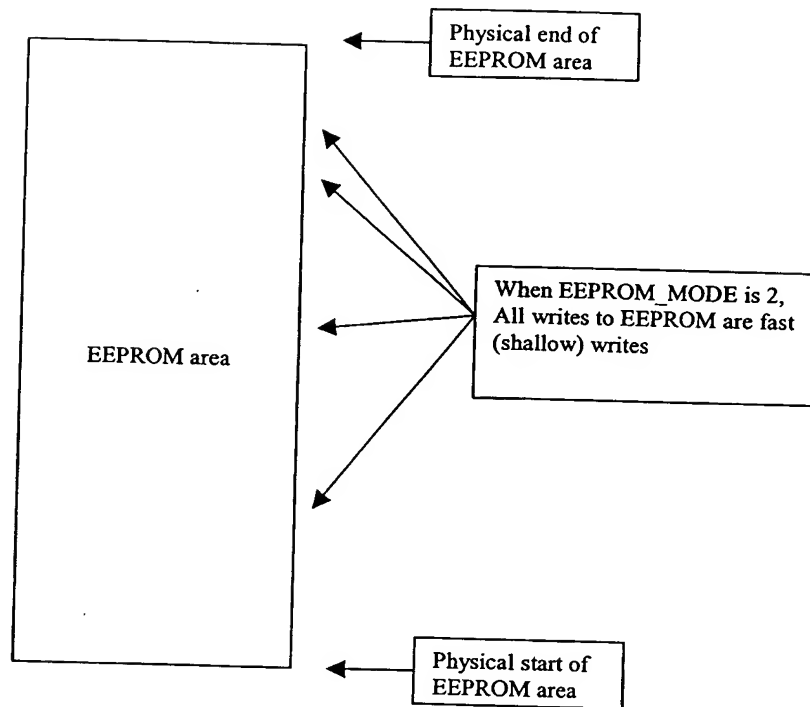 Physical end of
EEPROM area
When EEPROM_MODE is 2,
All writes to EEPROM are fast
(shallow) writes
EEPROM area
Physical start of
EEPROM area